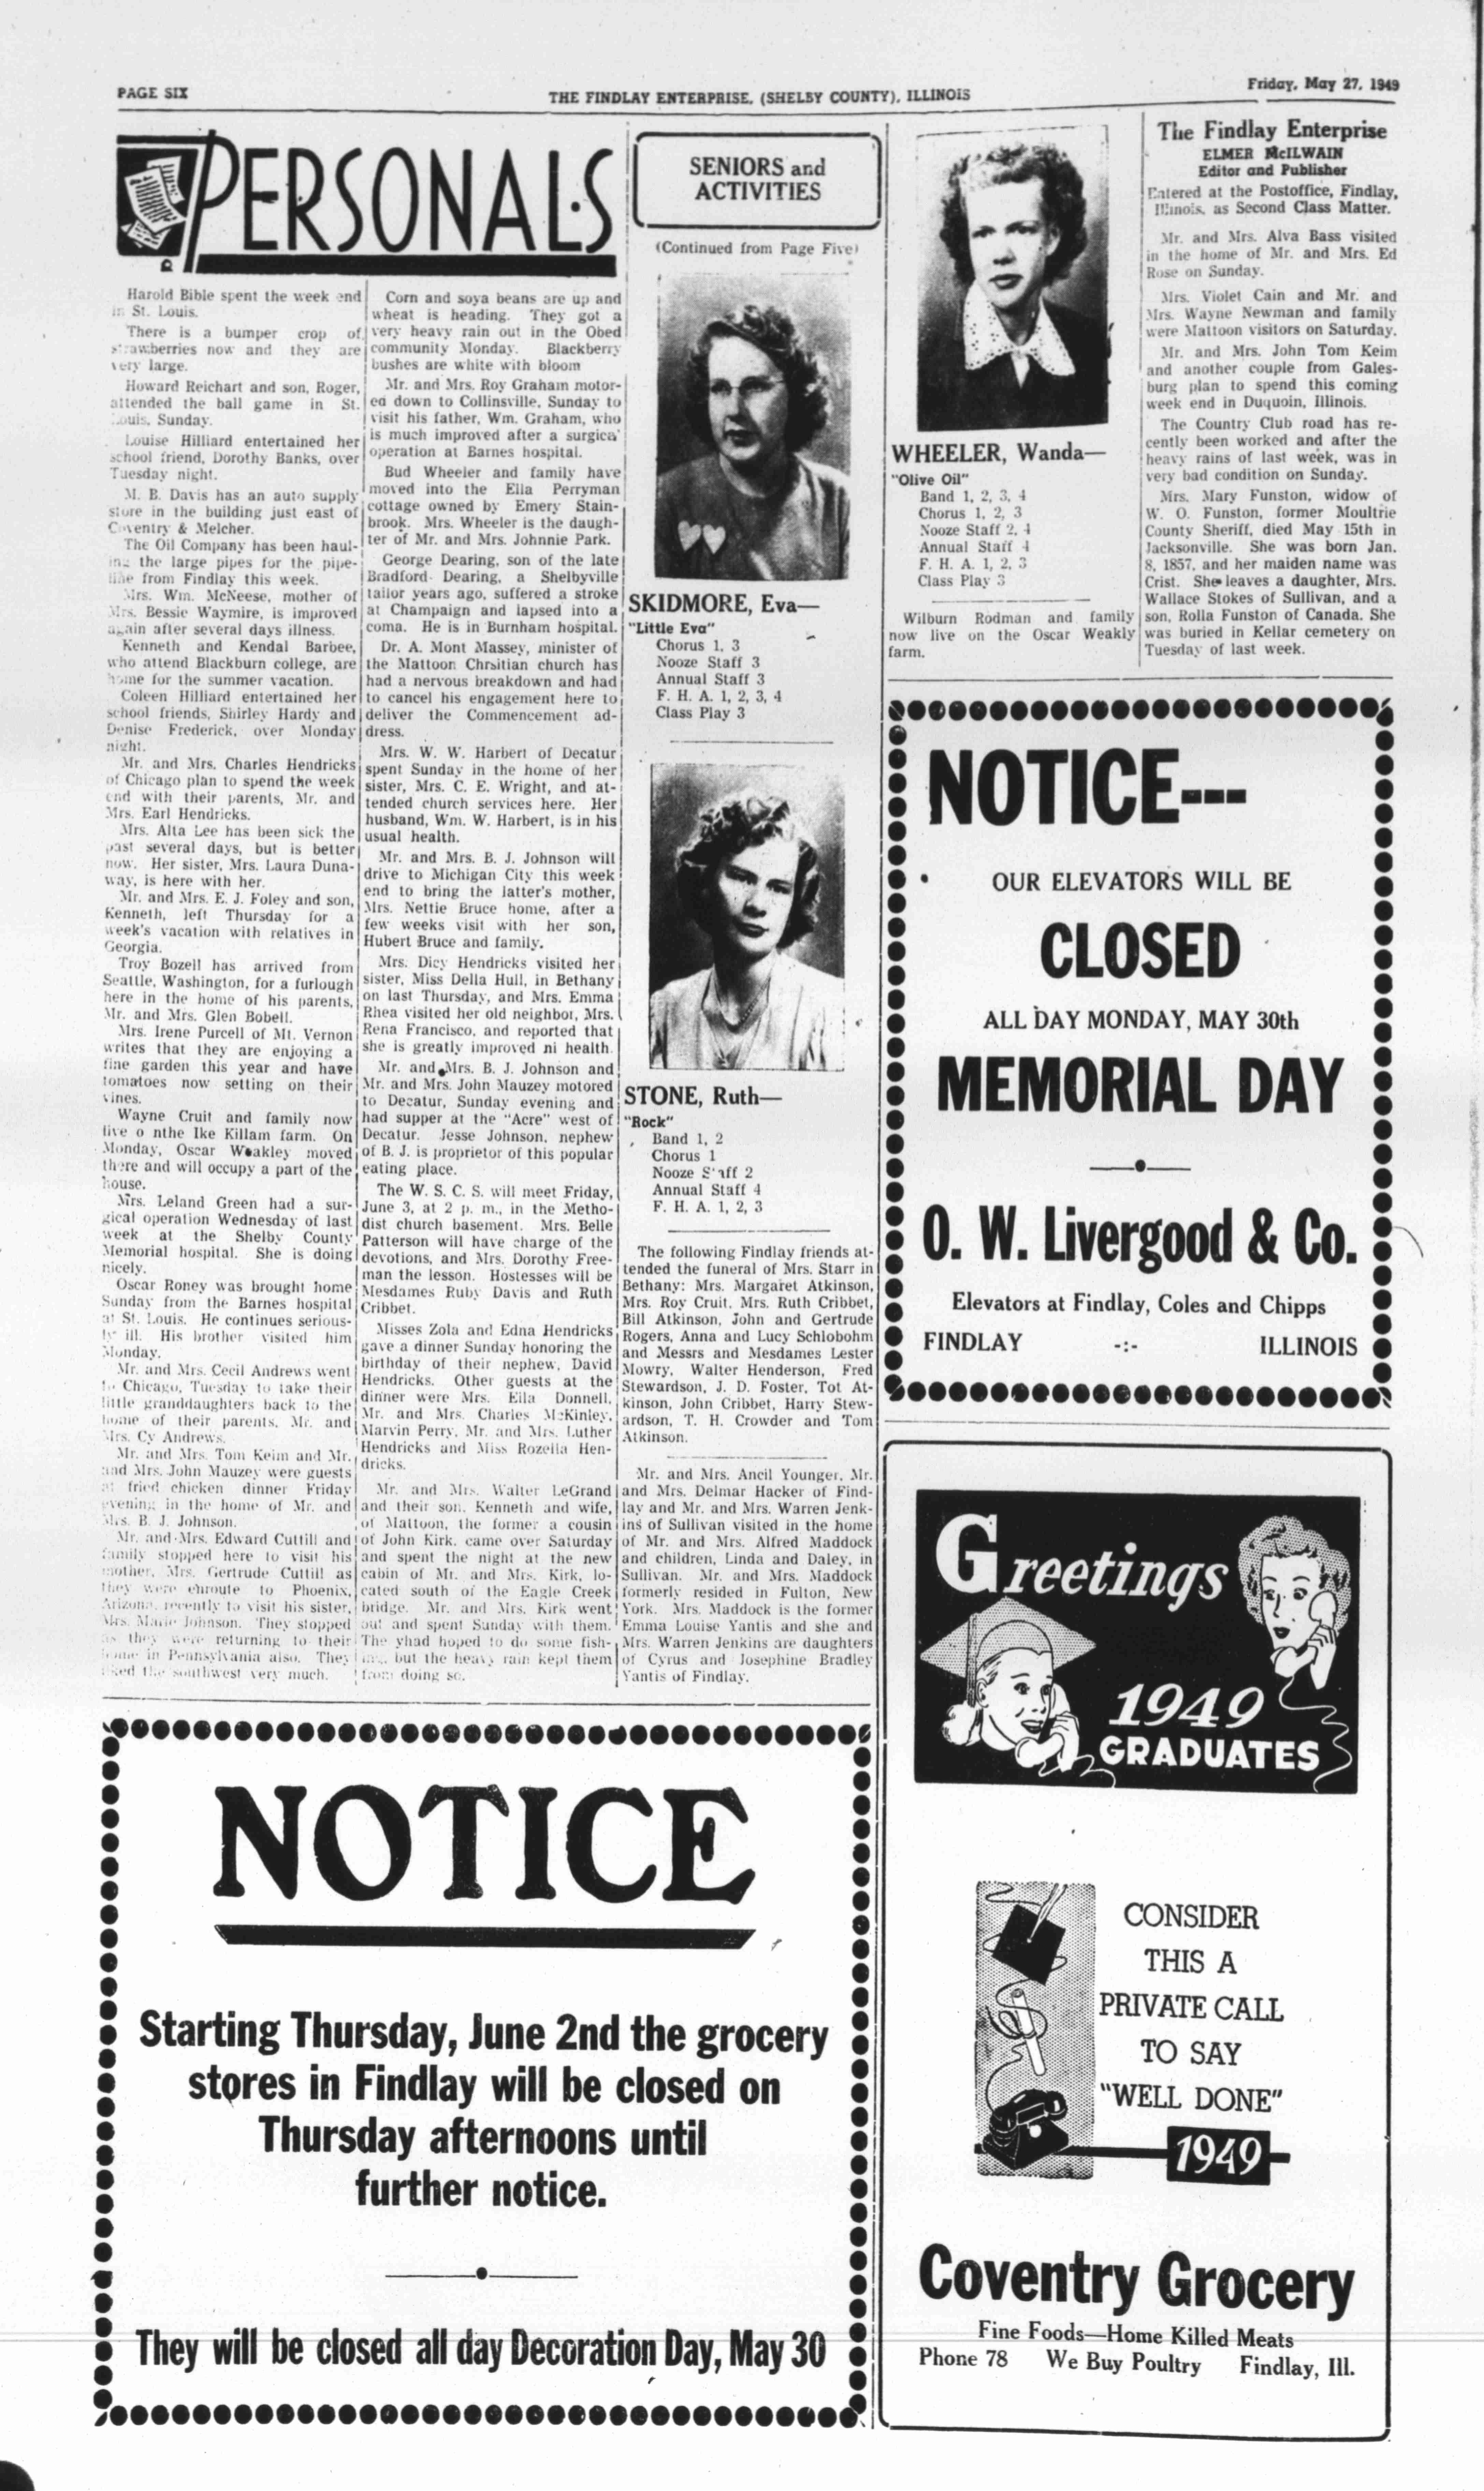 PAGE SIX
THE FINDLAY ENTERPRISE, (SHELBY COUNTY), ILLINOIS
Friday, May 27, 1949
PERSONALS
Harold Bible spent the week end
in St. Louis.
There is a bumper crop of
strawberries now and they are
very large.
Howard Reichart and son, Roger,
attended the ball game in St.
Louis, Sunday.
Louise Hilliard entertained her
school friend, Dorothy Banks, over
Tuesday night.
M. B. Davis has an auto supply
store in the building just east of
Coventry & Melcher.
The Oil Company has been haul-
ing the large pipes for the pipe-
line from Findlay this week.
Mrs. Wm. McNeese, mother of
Mrs. Bessie Waymire, is improved
again after several days illness.
Kenneth and Kendal Barbee,
who attend Blackburn college, are
home for the summer vacation.
Coleen Hilliard entertained her
school friends, Shirley Hardy and
Denise Frederick, over Monday
night.
Mr. and Mrs. Charles Hendricks
of Chicago plan to spend the week
end with their parents, Mr. and
Mrs. Earl Hendricks.
Mrs. Alta Lee has been sick the
past several days, but is better
now. Her sister, Mrs. Laura Duna-
way, is here with her.
Mr. and Mrs. E. J. Foley and son,
Kenneth, left Thursday for a
week's vacation with relatives in
Georgia.
Troy Bozell has arrived from
Seattle, Washington, for a furlough
here in the home of his parents,
Mr. and Mrs. Glen Bobell.
Mrs. Irene Purcell of Mt. Vernon
writes that they are enjoying a
fine garden this year and have
tomatoes now setting on their
vines.
Wayne Cruit and family now
live o nthe Ike Killam farm. On
Monday, Oscar Weakley moved
there and will occupy a part of the
house.
Mrs. Leland Green had a sur-
gical operation Wednesday of last
week at the Shelby County
Memorial hospital. She is doing
nicely.
Oscar Roney was brought home
Sunday from the Barnes hospital
at St. Louis. He continues serious-
ly ill. His brother visited him
Monday.
Mr. and Mrs. Cecil Andrews went
to Chicago, Tuesday to take their
little granddaughters back to the
home of their parents, Mr. and
Mrs. Cy Andrews.
Mr. and Mrs. Tom Keim and Mr.
and Mrs. John Mauzey were guests
at fried chicken dinner Friday
evening in the home of Mr. and
Mrs. B. J. Johnson.
Mr. and Mrs. Edward Cuttill and
family stopped here to visit his
mother, Mrs. Gertrude Cuttill as
they were enroute to Phoenix,
Arizona, recently to visit his sister,
Mrs. Marie Johnson. They stopped
as they were returning to their
home in Pennsylvania also. They
liked the southwest very much.
Corn and soya beans are up and
wheat is heading. They got a
very heavy rain out in the Obed
community Monday. Blackberry
bushes are white with bloom
Mr. and Mrs. Roy Graham motor-
ed down to Collinsville, Sunday to
visit his father, Wm. Graham, who
is much improved after a surgical
operation at Barnes hospital.
Bud Wheeler and family have
moved into the Ella Perryman
cottage owned by Emery Stain-
brook. Mrs. Wheeler is the daugh-
ter of Mr. and Mrs. Johnnie Park.
George Dearing, son of the late
Bradford Dearing, a Shelbyville
tailor years ago, suffered a stroke
at Champaign and lapsed into a
coma. He is in Burnham hospital.
Dr. A. Mont Massey, minister of
the Mattoon Chrsitian church has
had a nervous breakdown and had
to cancel his engagement here to
deliver the Commencement ad-
dress.
Mrs. W. W. Harbert of Decatur
spent Sunday in the home of her
sister, Mrs. C. E. Wright, and at-
tended church services here. Her
husband, Wm. W. Harbert, is in his
usual health.
Mr. and Mrs. B. J. Johnson will
drive to Michigan City this week
end to bring the latter's mother,
Mrs. Nettie Bruce home, after a
few weeks visit with her son,
Hubert Bruce and family.
Mrs. Dicy Hendricks visited her
sister, Miss Della Hull, in Bethany
on last Thursday, and Mrs. Emma
Rhea visited her old neighbor, Mrs.
Rena Francisco, and reported that
she is greatly improved ni health.
Mr. and Mrs. B. J. Johnson and
Mr. and Mrs. John Mauzey motored
to Decatur, Sunday evening and
had supper at the "Acre" west of
Decatur. Jesse Johnson, nephew
of B. J. is proprietor of this popular
eating place.
The W. S. C. S. will meet Friday,
June 3, at 2 p. m., in the Metho-
dist church basement. Mrs. Belle
Patterson will have charge of the
devotions, and Mrs. Dorothy Free-
man the lesson. Hostesses will be
Mesdames Ruby Davis and Ruth
Cribbet.
Misses Zola and Edna Hendricks
gave a dinner Sunday honoring the
birthday of their nephew, David
Hendricks. Other guests at the
dinner were Mrs. Ella Donnell,
Mr. and Mrs. Charles McKinley,
Marvin Perry, Mr. and Mrs. Luther
Hendricks and Miss Rozella Hen-
dricks.
Mr. and Mrs. Walter LeGrand
and their son, Kenneth and wife,
of Mattoon, the former a cousin
of John Kirk, came over Saturday
and spent the night at the new
cabin of Mr. and Mrs. Kirk, lo-
cated south of the Eagle Creek
bridge. Mr. and Mrs. Kirk went
out and spent Sunday with them.
The yhad hoped to do some fish-
ing, but the heavy rain kept them
from doing so.
SENIORS and
ACTIVITIES
(Continued from Page Five)
SKIDMORE, Eva—
"Little Eva"
Chorus 1, 3
Nooze Staff 3
Annual Staff 3
F. H. A. 1, 2, 3, 4
Class Play 3
STONE, Ruth—
"Rock"
Band 1, 2
Chorus 1
Nooze Staff 2
Annual Staff 4
F. H. A. 1, 2, 3
The following Findlay friends at-
tended the funeral of Mrs. Starr in
Bethany: Mrs. Margaret Atkinson,
Mrs. Roy Cruit, Mrs. Ruth Cribbet,
Bill Atkinson, John and Gertrude
Rogers, Anna and Lucy Schlobohm
and Messrs and Mesdames Lester
Mowry, Walter Henderson, Fred
Stewardson, J. D. Foster, Tot At-
kinson, John Cribbet, Harry Stew-
ardson, T. H. Crowder and Tom
Atkinson.
Mr. and Mrs. Ancil Younger, Mr.
and Mrs. Delmar Hacker of Find-
lay and Mr. and Mrs. Warren Jenk-
ins of Sullivan visited in the home
of Mr. and Mrs. Alfred Maddock
and children, Linda and Daley, in
Sullivan. Mr. and Mrs. Maddock
formerly resided in Fulton, New
York. Mrs. Maddock is the former
Emma Louise Yantis and she and
Mrs. Warren Jenkins are daughters
of Cyrus and Josephine Bradley
Yantis of Findlay.
WHEELER, Wanda—
"Olive Oil"
Band 1, 2, 3, 4
Chorus 1, 2, 3
Nooze Staff 2, 4
Annual Staff 4
F. H. A. 1, 2, 3
Class Play 3
Wilburn Rodman and family
now live on the Oscar Weakly
farm.
The Findlay Enterprise
ELMER McILWAIN
Editor and Publisher
Entered at the Postoffice, Findlay,
Illinois, as Second Class Matter.
Mr. and Mrs. Alva Bass visited
in the home of Mr. and Mrs. Ed
Rose on Sunday.
Mrs. Violet Cain and Mr. and
Mrs. Wayne Newman and family
were Mattoon visitors on Saturday.
Mr. and Mrs. John Tom Keim
and another couple from Gales-
burg plan to spend this coming
week end in Duquoin, Illinois.
The Country Club road has re-
cently been worked and after the
heavy rains of last week, was in
very bad condition on Sunday.
Mrs. Mary Funston, widow of
W. O. Funston, former Moultrie
County Sheriff, died May 15th in
Jacksonville. She was born Jan.
8, 1857, and her maiden name was
Crist. She leaves a daughter, Mrs.
Wallace Stokes of Sullivan, and a
son, Rolla Funston of Canada. She
was buried in Kellar cemetery on
Tuesday of last week.
NOTICE---
OUR ELEVATORS WILL BE
CLOSED
ALL DAY MONDAY, MAY 30th
MEMORIAL DAY
O. W. Livergood & Co.
Elevators at Findlay, Coles and Chipps
FINDLAY -:- ILLINOIS
NOTICE
Starting Thursday, June 2nd the grocery
stores in Findlay will be closed on
Thursday afternoons until
further notice.
They will be closed all day Decoration Day, May 30
Greetings
1949
GRADUATES
CONSIDER
THIS A
PRIVATE CALL
TO SAY
"WELL DONE"
1949
Coventry Grocery
Fine Foods—Home Killed Meats
Phone 78 We Buy Poultry Findlay, Ill.